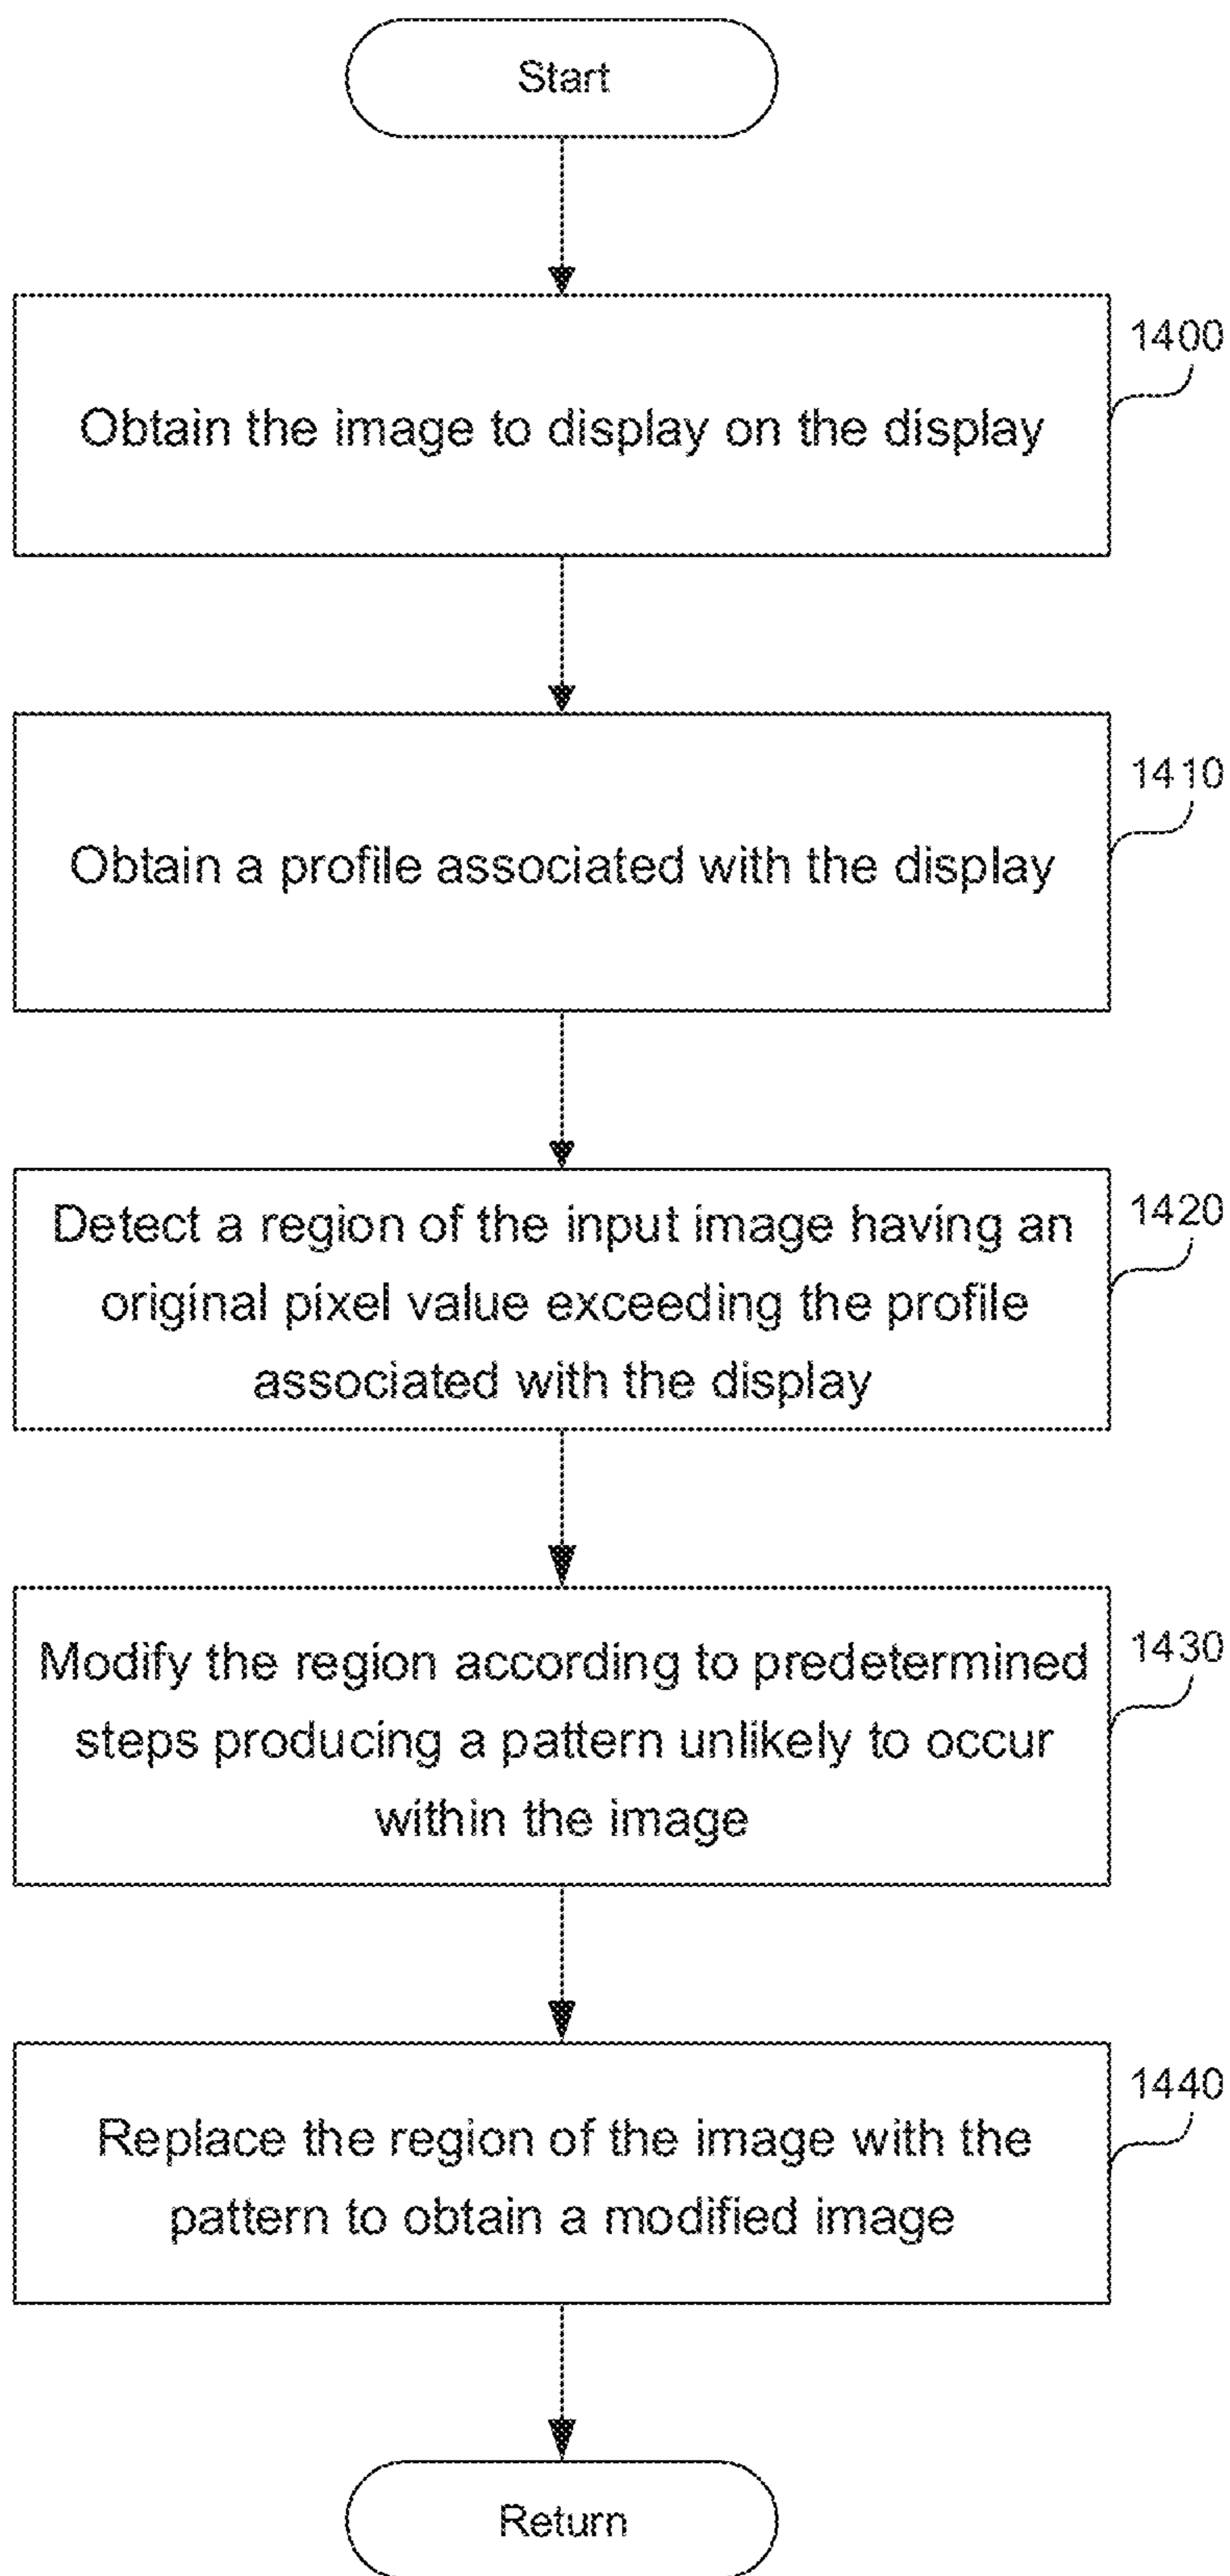 Start
1400
Obtain the image to display on the display
1410
Obtain a profile associated with the display
1420
Detect a region of the input image having an
original pixel value exceeding the profile
associated with the display
1430
Modify the region according to predetermined
steps producing a pattern unlikely to occur
within the image
1440
Replace the region of the image with the
pattern to obtain a modified image
Return